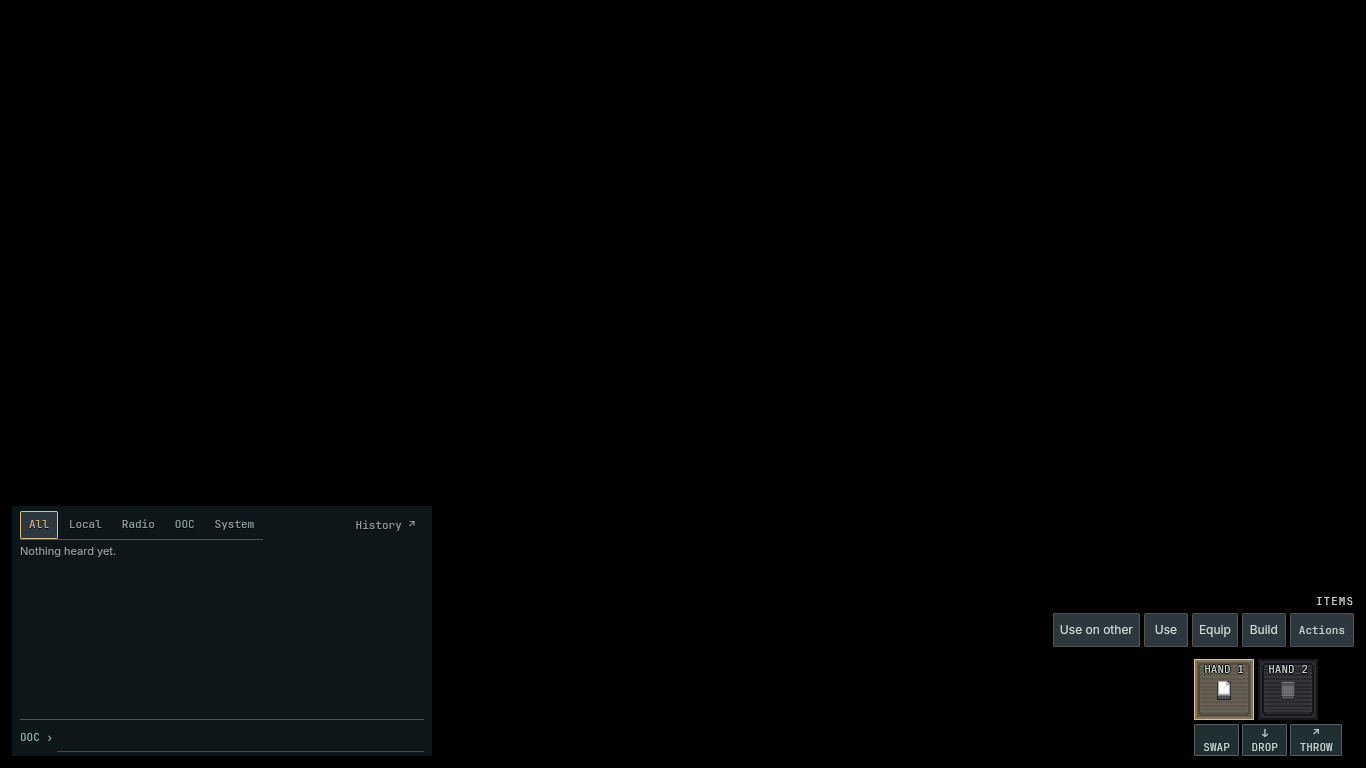 All Local Radio OOC System History ↗
Nothing heard yet.
OOC ›
ITEMS
Use on other Use Equip Build Actions
HAND 1 HAND 2
SWAP ↓ DROP ↗ THROW